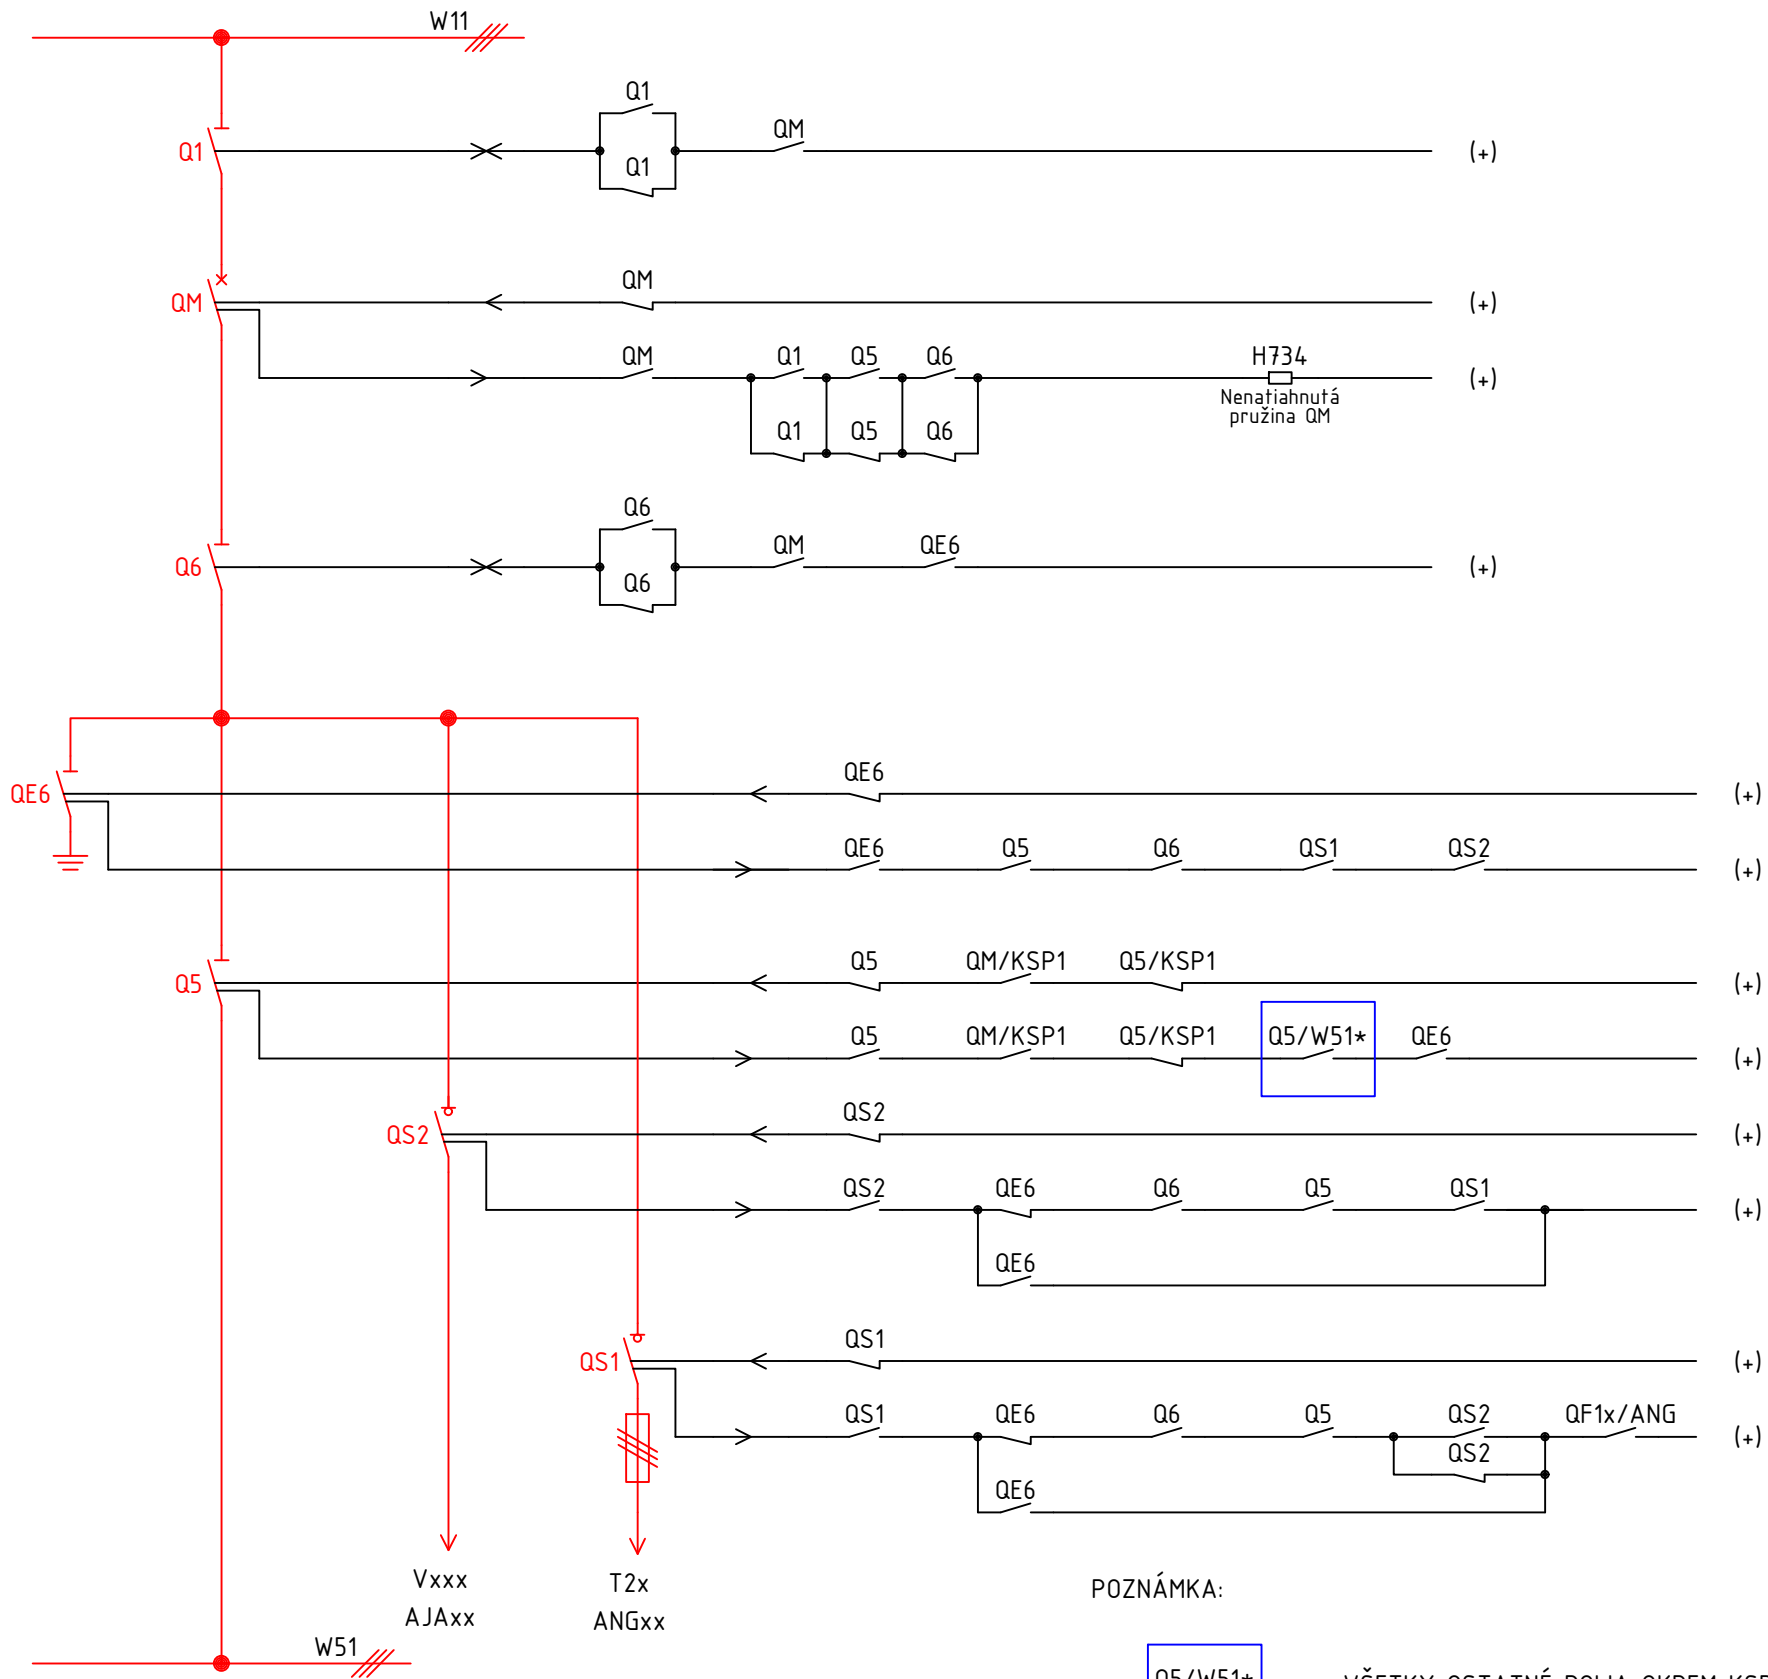 W11
Q1
Q1 QM
Q1 (+)
QM
QM (+)
QM Q1 Q5 Q6 H734 (+)
Nenatiahnutá
pružina QM
Q1 Q5 Q6
Q6
Q6 QM QE6 (+)
Q6
QE6
QE6 (+)
QE6 Q5 Q6 QS1 QS2 (+)
Q5 QM/KSP1 Q5/KSP1
Q5 (+)
Q5 QM/KSP1 Q5/KSP1 Q5/W51* QE6 (+)
QS2
QS2 (+)
QS2 QE6 Q6 Q5 QS1 (+)
QE6
QS1
QS1 (+)
QS1 QE6 Q6 Q5 QS2 QF1x/ANG (+)
QS2
QE6
Vxxx
AJAxx
T2x
ANGxx
POZNÁMKA:
W51